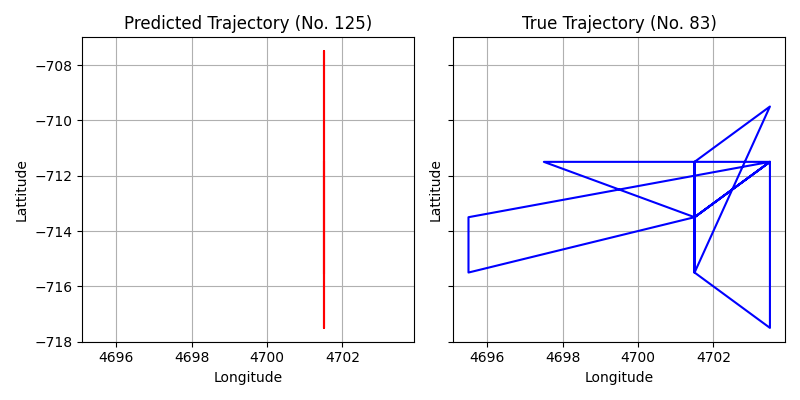 Predicted Trajectory (No. 125)
−708
−710
−712
−714
−716
−718
Lattitude
4696 4698 4700 4702
Longitude
True Trajectory (No. 83)
Lattitude
4696 4698 4700 4702
Longitude